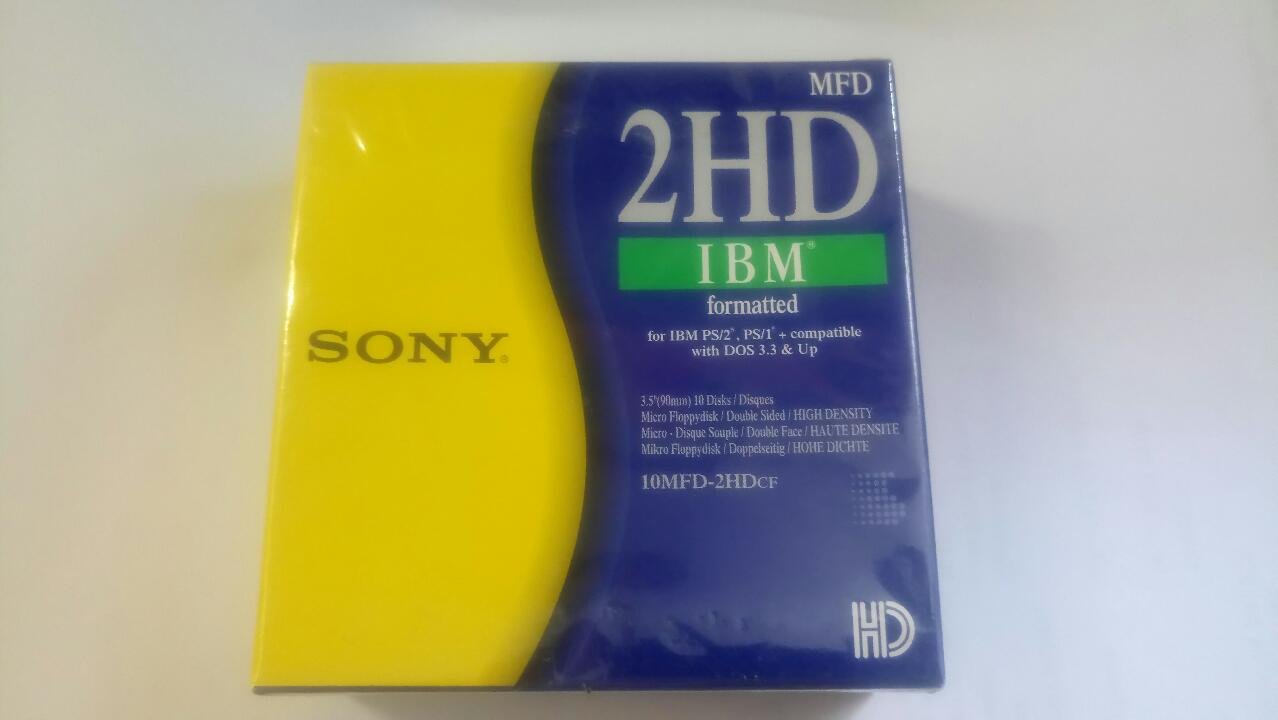 MFD
2HD
IBM®
formatted
for IBM PS/2®, PS/1® + compatible
with DOS 3.3 & Up
SONY®
3.5"(90mm) 10 Disks / Disques
Micro Floppydisk / Double Sided / HIGH DENSITY
Micro - Disque Souple / Double Face / HAUTE DENSITE
Mikro Floppydisk / Doppelseitig / HOHE DICHTE
10MFD-2HDCF
HD